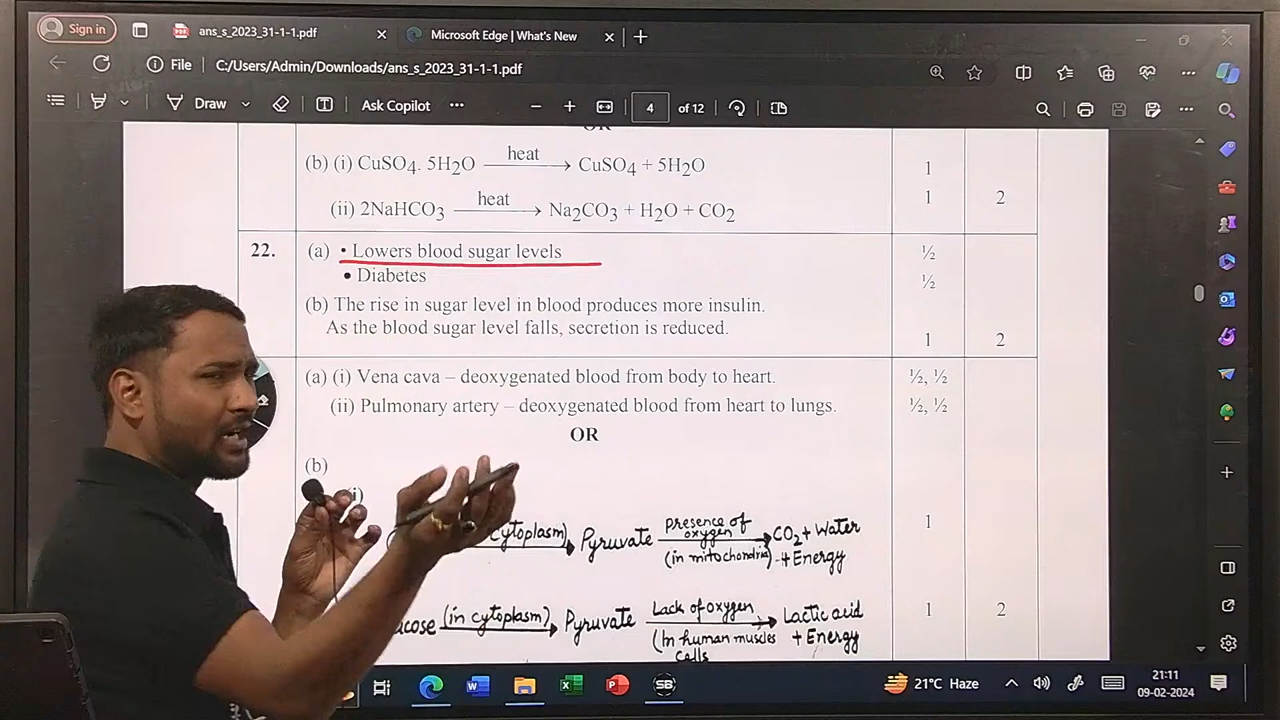 Sign in
ans_s_2023_31-1-1.pdf
Microsoft Edge | What's New
File
C:/Users/Admin/Downloads/ans_s_2023_31-1-1.pdf
Draw
Ask Copilot
4
of 12
OR
(b) (i) CuSO4. 5H2O heat CuSO4 + 5H2O
1
(ii) 2NaHCO3 heat Na2CO3 + H2O + CO2
1
2
22.
(a) • Lowers blood sugar levels
½
• Diabetes
½
(b) The rise in sugar level in blood produces more insulin.
As the blood sugar level falls, secretion is reduced.
1
2
(a) (i) Vena cava – deoxygenated blood from body to heart.
½, ½
(ii) Pulmonary artery – deoxygenated blood from heart to lungs.
½, ½
OR
(b)
(i)
cytoplasm) Pyruvate presence of oxygen (in mitochondria) CO2 + Water + Energy
1
(in cytoplasm) Pyruvate Lack of oxygen (In human muscles cells Lactic acid + Energy
1
2
21°C Haze
21:11
09-02-2024